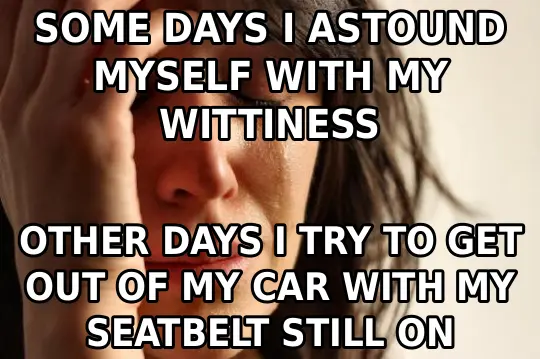 SOME DAYS I ASTOUND
MYSELF WITH MY
WITTINESS
OTHER DAYS I TRY TO GET
OUT OF MY CAR WITH MY
SEATBELT STILL ON